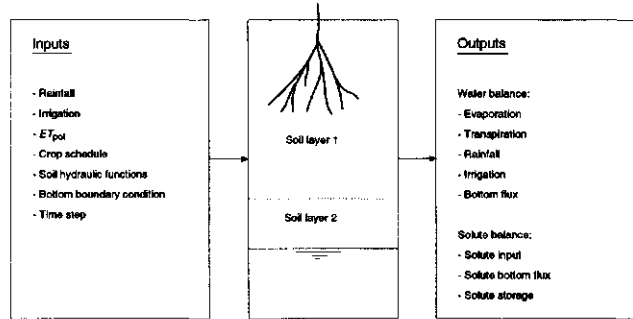 Inputs
- Rainfall
- Irrigation
- ETpot
- Crop schedule
- Soil hydraulic functions
- Bottom boundary condition
- Time step
Soil layer 1
Soil layer 2
Outputs
Water balance:
- Evaporation
- Transpiration
- Rainfall
- Irrigation
- Bottom flux
Solute balance:
- Solute input
- Solute bottom flux
- Solute storage